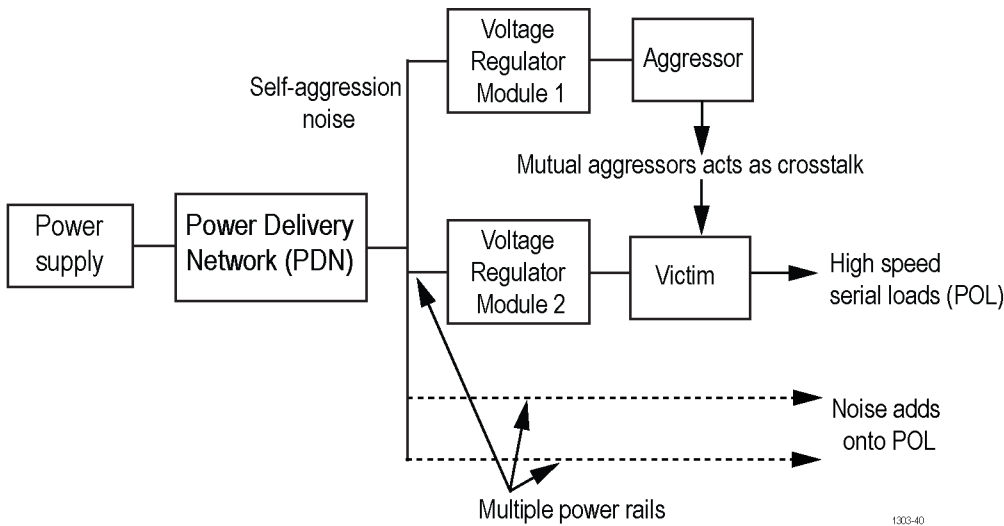 Voltage
Regulator
Module 1
Aggressor
Self-aggression
noise
Mutual aggressors acts as crosstalk
Power
supply
Power Delivery
Network (PDN)
Voltage
Regulator
Module 2
Victim
High speed
serial loads (POL)
Noise adds
onto POL
Multiple power rails
1303-40